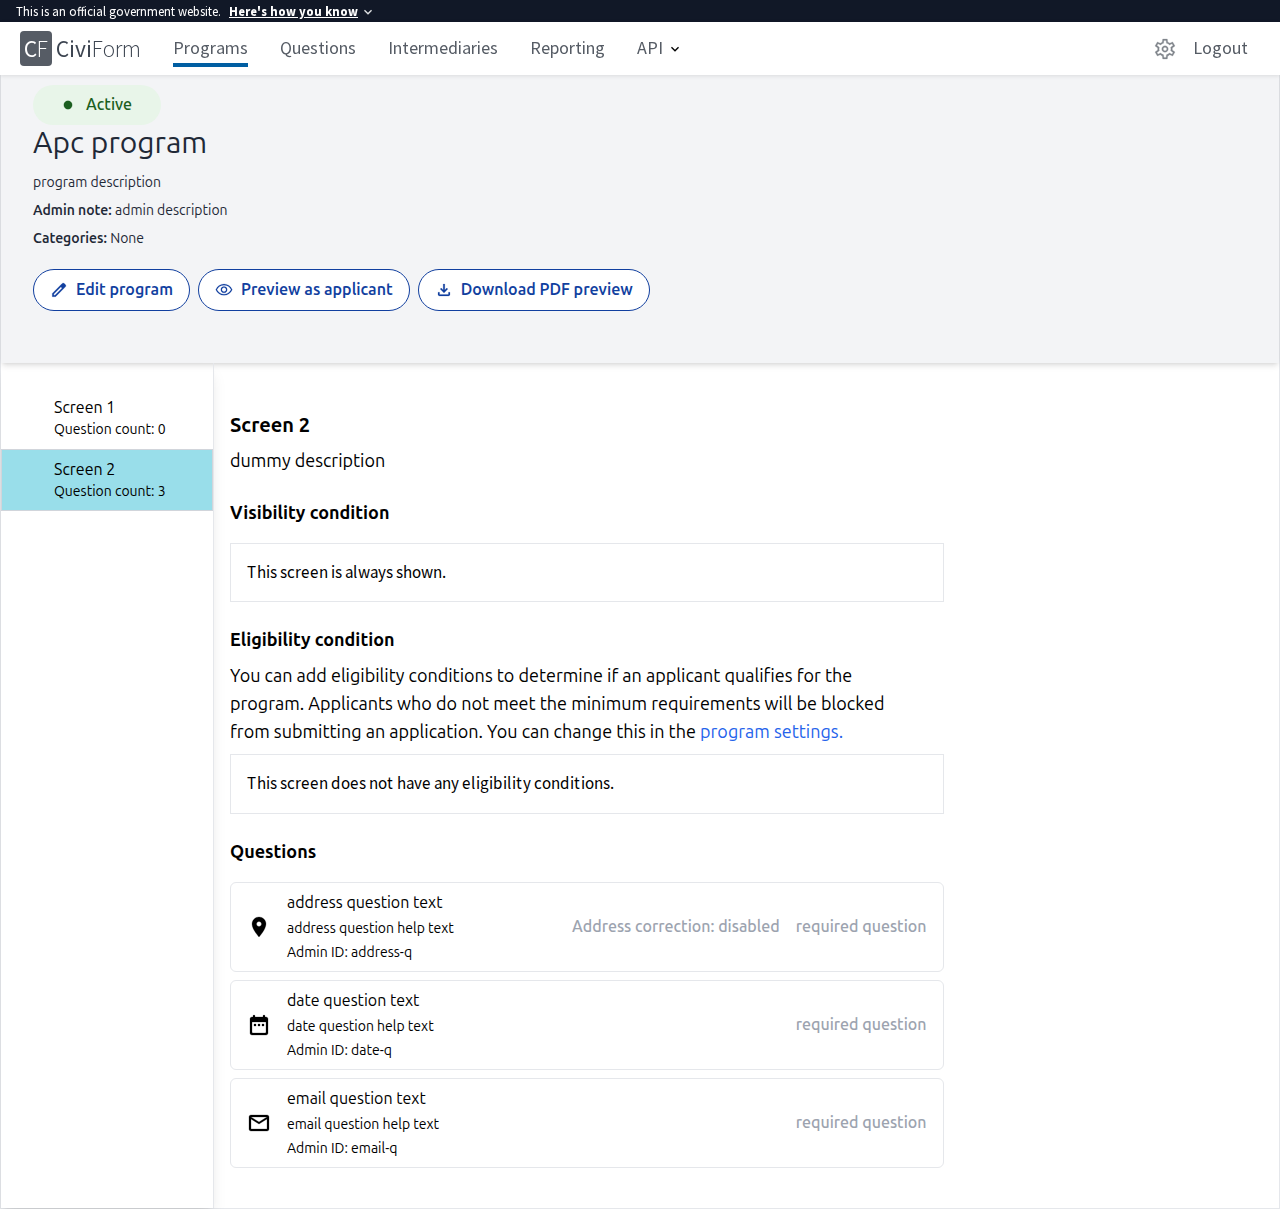 This is an official government website. Here's how you know
CF CiviForm Programs Questions Intermediaries Reporting API Logout
Active
Apc program
program description
Admin note: admin description
Categories: None
Edit program Preview as applicant Download PDF preview
Screen 1
Question count: 0
Screen 2
Question count: 3
Screen 2
dummy description
Visibility condition
This screen is always shown.
Eligibility condition
You can add eligibility conditions to determine if an applicant qualifies for the
program. Applicants who do not meet the minimum requirements will be blocked
from submitting an application. You can change this in the program settings.
This screen does not have any eligibility conditions.
Questions
address question text
address question help text
Admin ID: address-q
Address correction: disabled required question
date question text
date question help text
Admin ID: date-q
required question
email question text
email question help text
Admin ID: email-q
required question